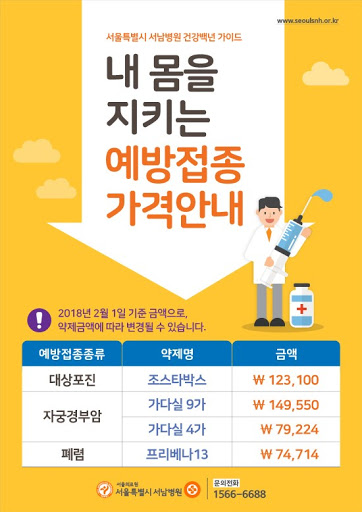 www.seoulsnh.or.kr
서울특별시 서남병원 건강백년 가이드
내 몸을
지키는
예방접종
가격안내
2018년 2월 1일 기준 금액으로,
약제금액에 따라 변경될 수 있습니다.
예방접종종류 약제명 금액
대상포진 조스타박스 ₩ 123,100
자궁경부암 가다실 9가 ₩ 149,550
가다실 4가 ₩ 79,224
폐렴 프리베나13 ₩ 74,714
서울의료원
서울특별시 서남병원
문의전화
1566-6688